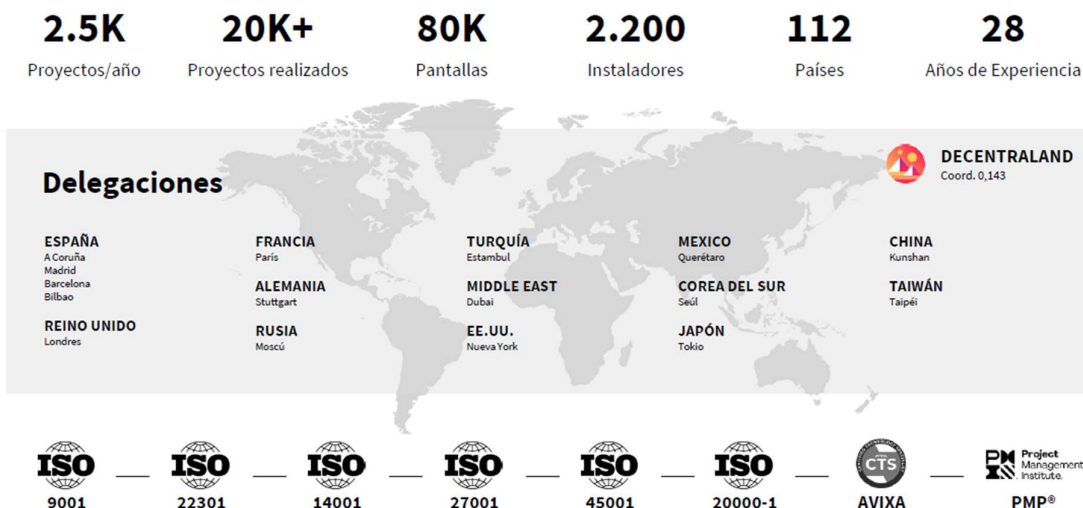 2.5K
Proyectos/año
20K+
Proyectos realizados
80K
Pantallas
2.200
Instaladores
112
Países
28
Años de Experiencia
DECENTRALAND
Coord. 0,143
Delegaciones
ESPAÑA
A Coruña
Madrid
Barcelona
Bilbao
REINO UNIDO
Londres
FRANCIA
París
ALEMANIA
Stuttgart
RUSIA
Moscú
TURQUÍA
Estambul
MIDDLE EAST
Dubai
EE.UU.
Nueva York
MEXICO
Querétaro
COREA DEL SUR
Seúl
JAPÓN
Tokio
CHINA
Kunshan
TAIWÁN
Taipéi
ISO
9001
ISO
22301
ISO
14001
ISO
27001
ISO
45001
ISO
20000-1
CTS
AVIXA
Project
Management
Institute.
PMP®